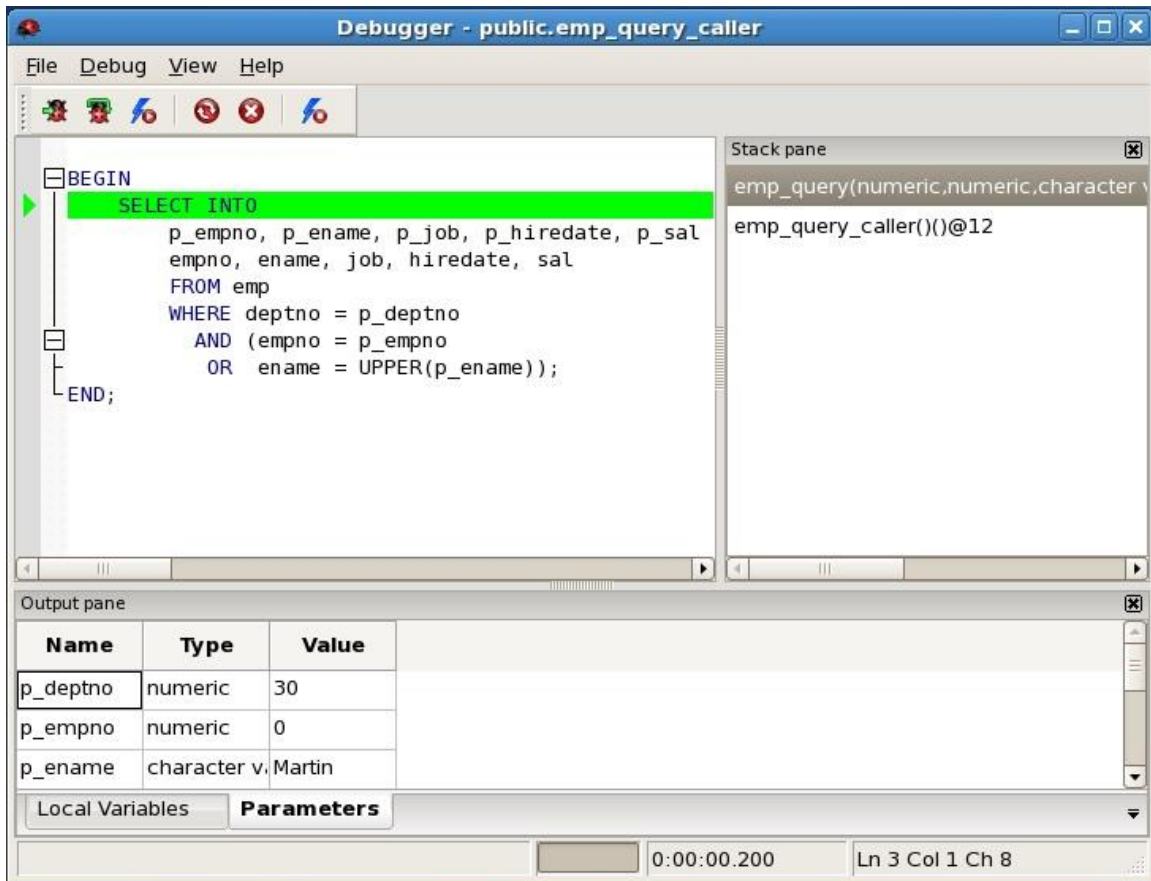 Debugger - public.emp_query_caller
File Debug View Help
BEGIN
SELECT INTO
p_empno, p_ename, p_job, p_hiredate, p_sal
empno, ename, job, hiredate, sal
FROM emp
WHERE deptno = p_deptno
AND (empno = p_empno
OR ename = UPPER(p_ename));
END;
Stack pane
emp_query(numeric,numeric,character
emp_query_caller()()@12
Output pane
Name Type Value
p_deptno numeric 30
p_empno numeric 0
p_ename character Martin
Local Variables Parameters
0:00:00.200 Ln 3 Col 1 Ch 8